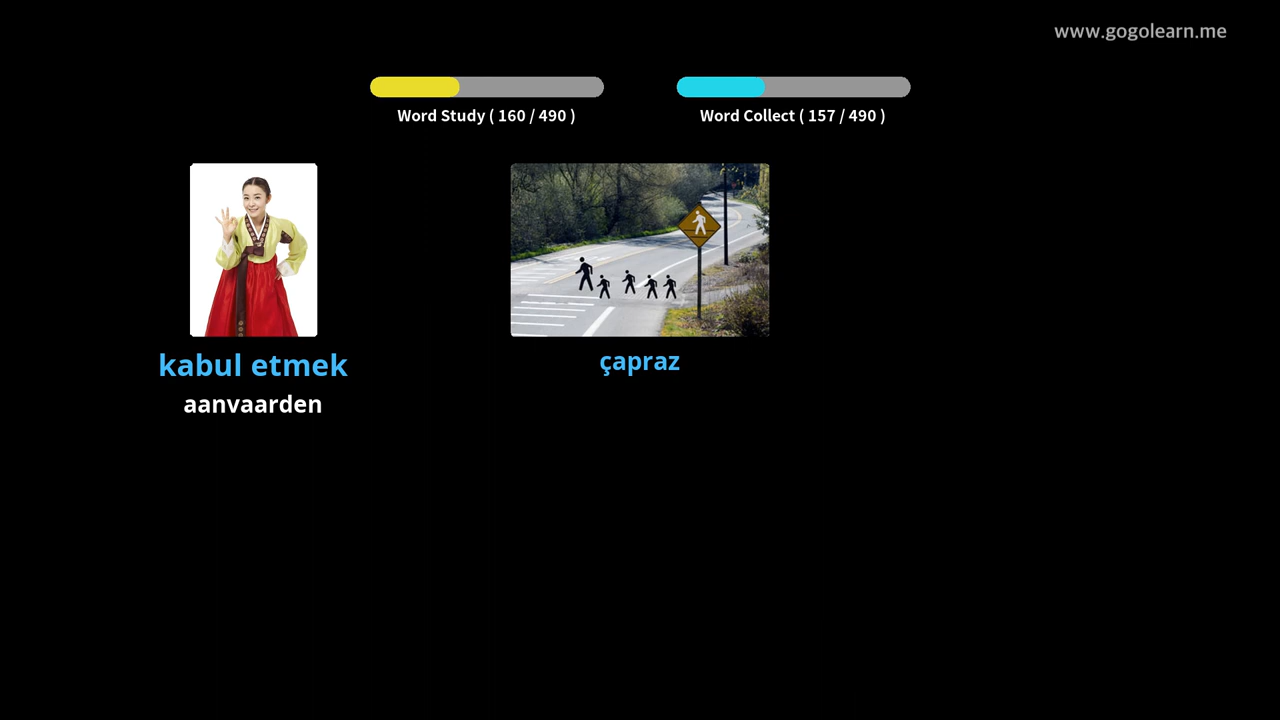 www.gogolearn.me
Word Study ( 160 / 490 )
Word Collect ( 157 / 490 )
kabul etmek
aanvaarden
çapraz